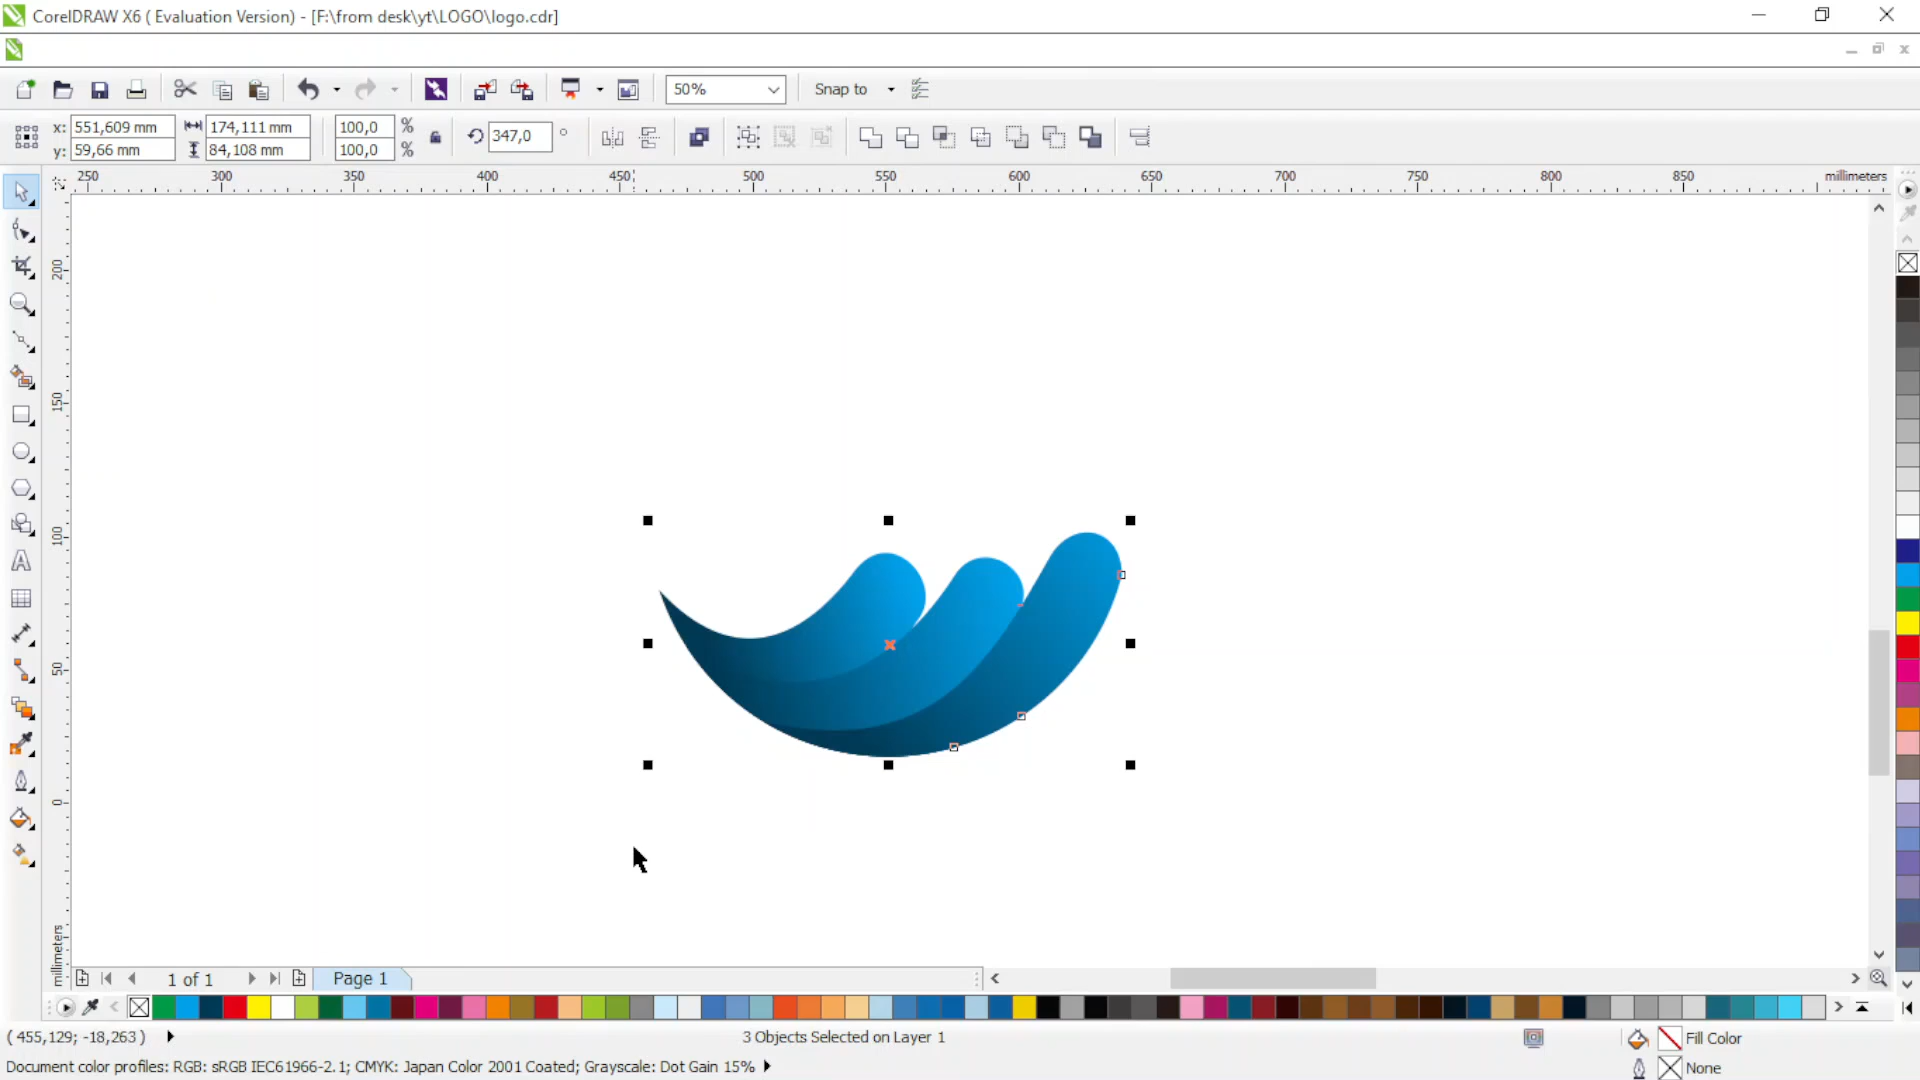 CorelDRAW X6 ( Evaluation Version) - [F:\from desk\yt\LOGO\logo.cdr]
50%
Snap to
x: 551,609 mm 174,111 mm 100,0 % 347,0 °
y: 59,66 mm 84,108 mm 100,0 %
250 300 350 400 450 500 550 600 650 700 750 800 850 millimeters
200
150
100
50
0
millimeters
1 of 1 Page 1
( 455,129; -18,263 ) 3 Objects Selected on Layer 1 Fill Color
Document color profiles: RGB: sRGB IEC61966-2.1; CMYK: Japan Color 2001 Coated; Grayscale: Dot Gain 15% None